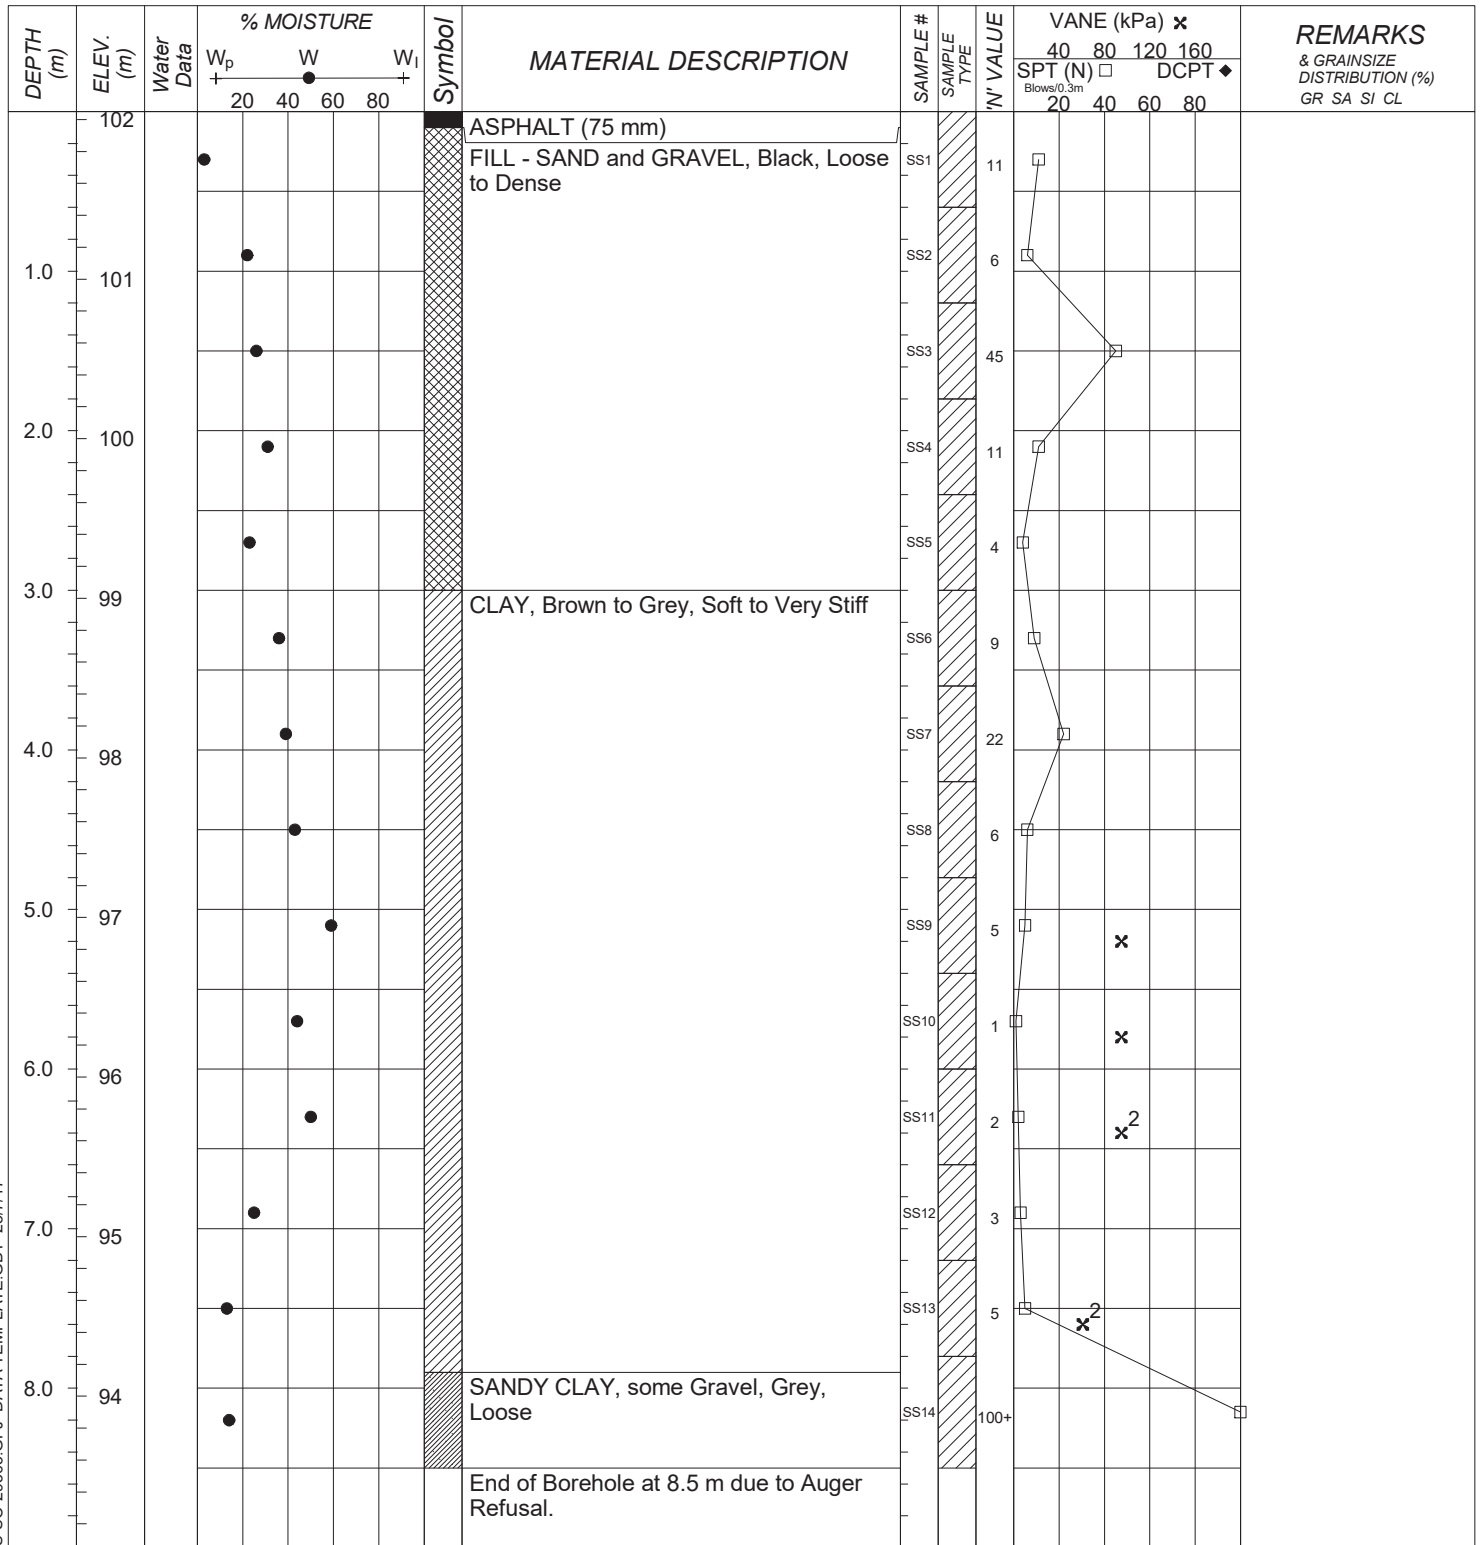 DEPTH (m)
ELEV. (m)
Water Data
% MOISTURE
Wp W Wl
20 40 60 80
Symbol
MATERIAL DESCRIPTION
SAMPLE #
SAMPLE TYPE
'N' VALUE
VANE (kPa)
40 80 120 160
SPT (N) DCPT
Blows/0.3m
20 40 60 80
REMARKS
& GRAINSIZE
DISTRIBUTION (%)
GR SA SI CL
102
ASPHALT (75 mm)
FILL - SAND and GRAVEL, Black, Loose
to Dense
SS1 11
SS2 6
1.0
101
SS3 45
2.0
100
SS4 11
SS5 4
3.0
99
CLAY, Brown to Grey, Soft to Very Stiff
SS6 9
SS7 22
4.0
98
SS8 6
5.0
97
SS9 5
SS10 1
6.0
96
SS11 2 2
SS12 3
7.0
95
SS13 5 2
8.0
94
SANDY CLAY, some Gravel, Grey,
Loose
SS14 100+
End of Borehole at 8.5 m due to Auger
Refusal.